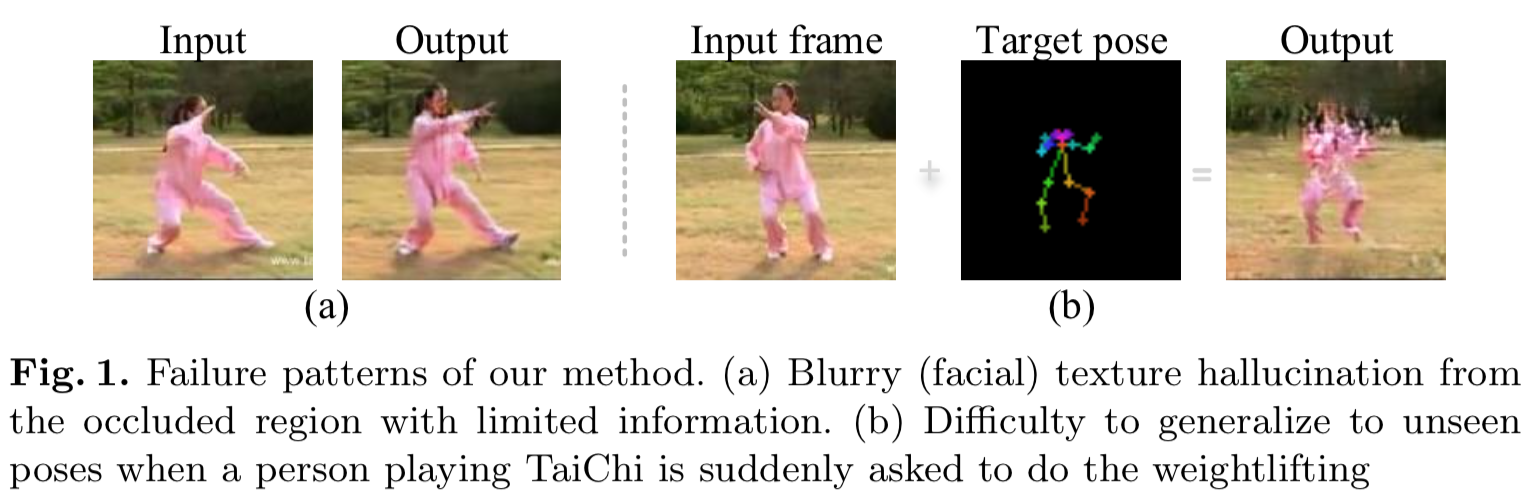 Input Output Input frame Target pose Output
www.
+ =
(a) (b)
Fig. 1. Failure patterns of our method. (a) Blurry (facial) texture hallucination from
the occluded region with limited information. (b) Difficulty to generalize to unseen
poses when a person playing TaiChi is suddenly asked to do the weightlifting